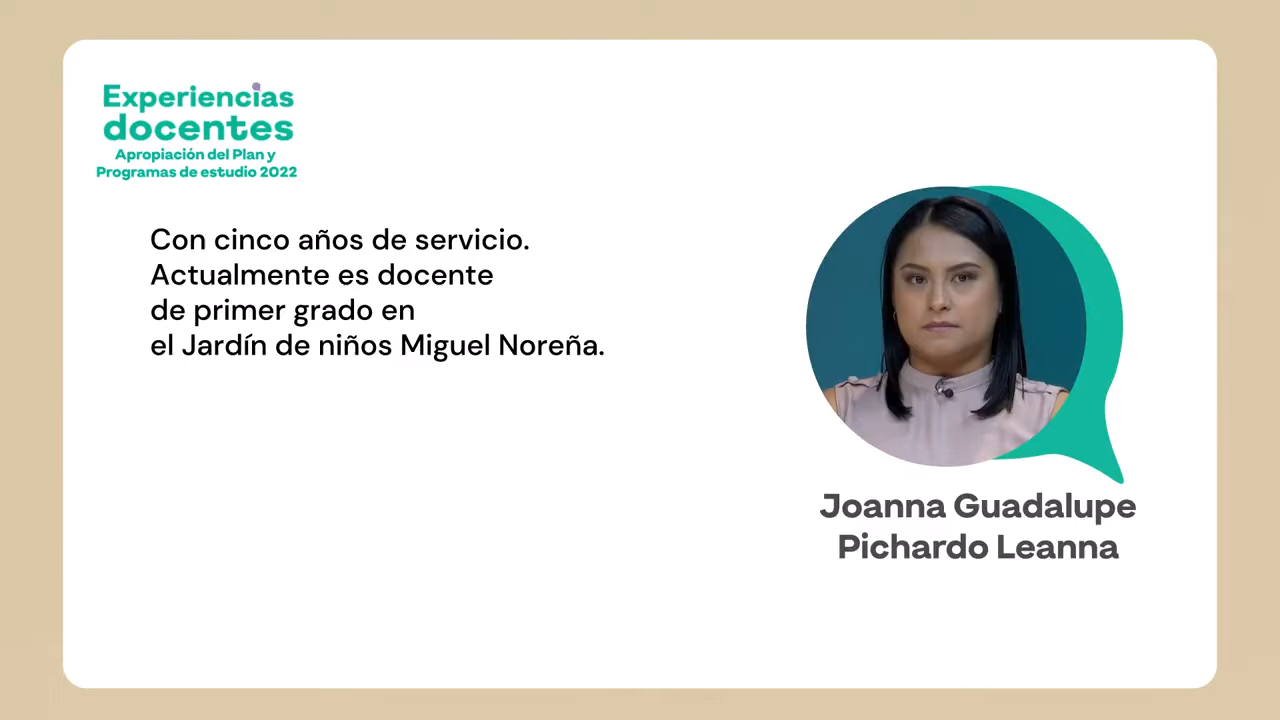 Experiencias
docentes
Apropiación del Plan y
Programas de estudio 2022
Con cinco años de servicio.
Actualmente es docente
de primer grado en
el Jardín de niños Miguel Noreña.
Joanna Guadalupe
Pichardo Leanna